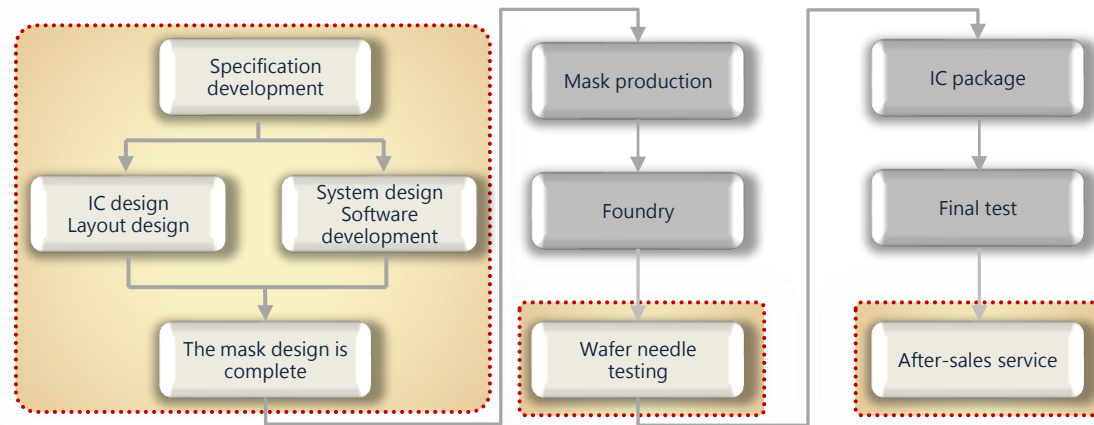 Specification
development
IC design
Layout design
System design
Software
development
The mask design is
complete
Mask production
Foundry
Wafer needle
testing
IC package
Final test
After-sales service